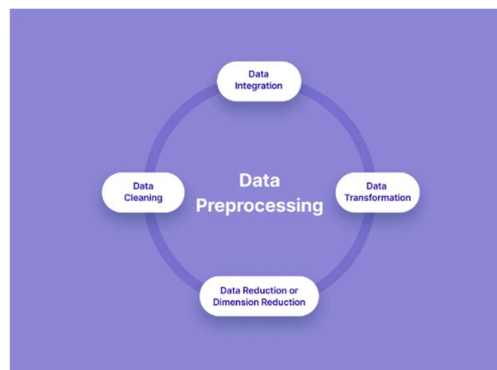 Data
Integration
Data
Cleaning
Data
Preprocessing
Data
Transformation
Data Reduction or
Dimension Reduction